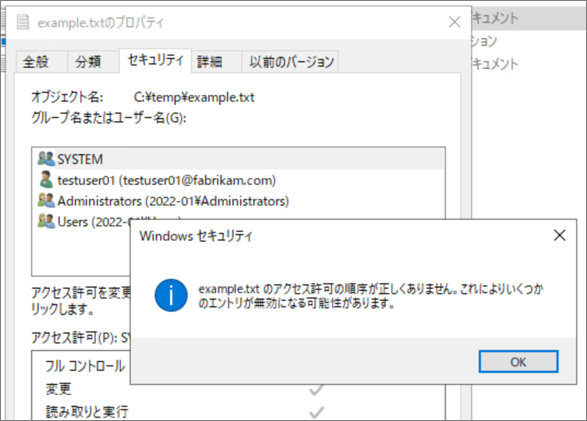 example.txtのプロパティ
全般
分類
セキュリティ
詳細
以前のバージョン
オブジェクト名:
C:¥temp¥example.txt
グループ名またはユーザー名(G):
SYSTEM
testuser01 (testuser01@fabrikam.com)
Administrators (2022-01¥Administrators)
Users (2022-01
アクセス許可を変更
リックします。
アクセス許可(P):
フル コントロール
変更
読み取りと実行
キュメント
ション
キュメント
Windows セキュリティ
example.txt のアクセス許可の順序が正しくありません。これによりいくつか
のエントリが無効になる可能性があります。
OK